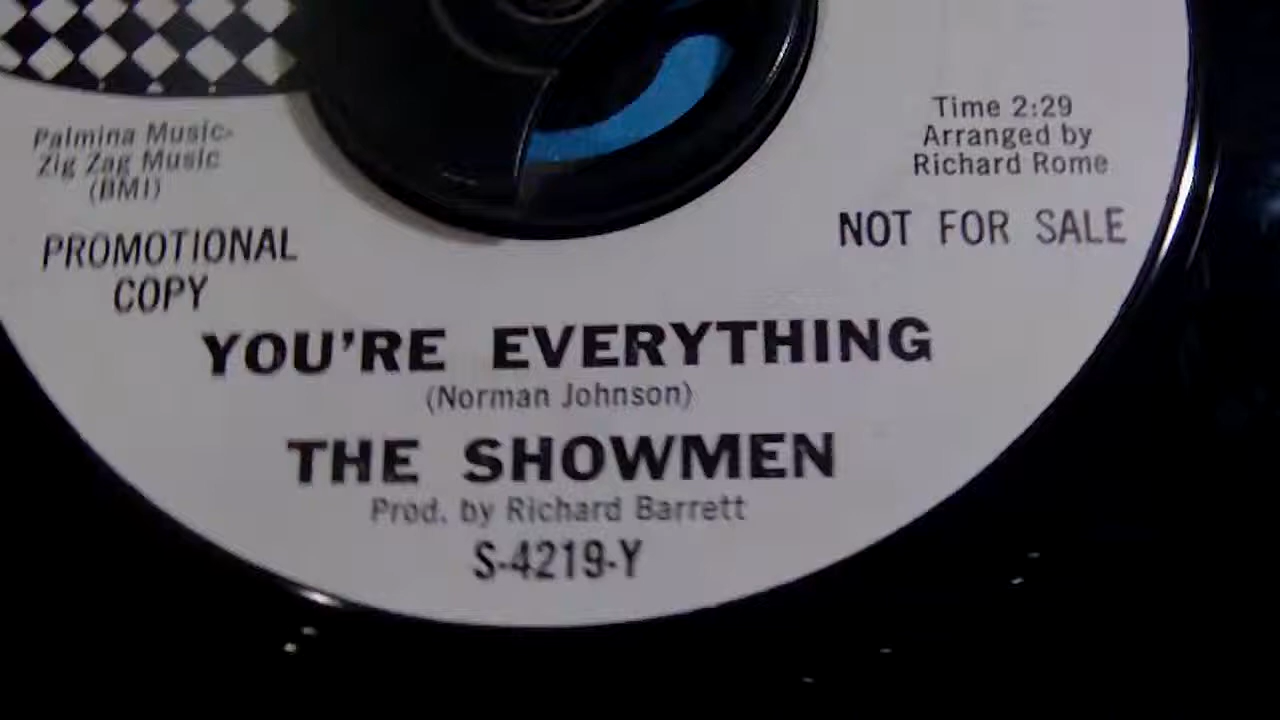 Palmina Music-
Zig Zag Music
(BMI)
PROMOTIONAL
COPY
Time 2:29
Arranged by
Richard Rome
NOT FOR SALE
YOU'RE EVERYTHING
(Norman Johnson)
THE SHOWMEN
Prod. by Richard Barrett
S-4219-Y